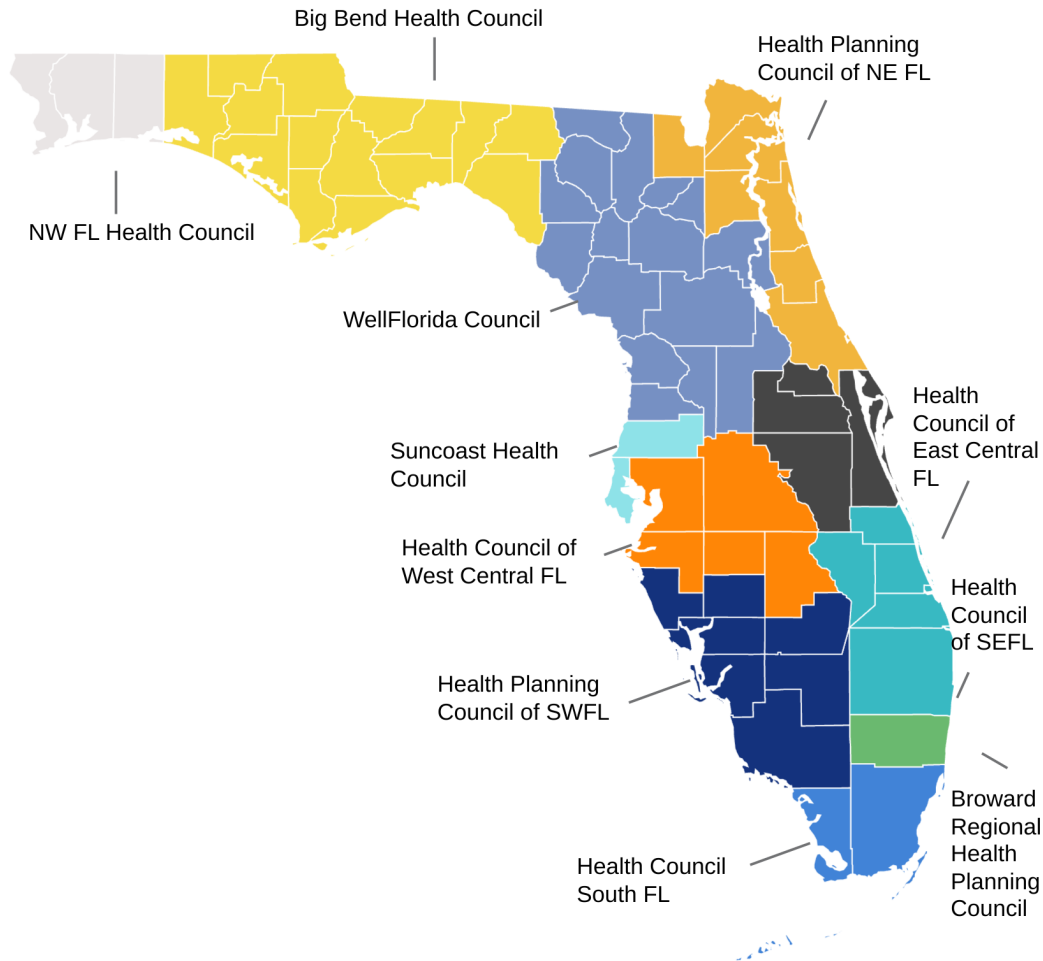 Big Bend Health Council
Health Planning
Council of NE FL
NW FL Health Council
WellFlorida Council
Health
Council of
East Central
FL
Suncoast Health
Council
Health Council of
West Central FL
Health
Council
of SEFL
Health Planning
Council of SWFL
Broward
Regional
Health
Planning
Council
Health Council
South FL